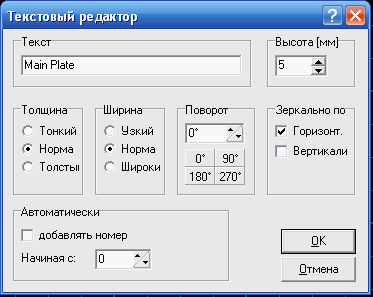 Текстовый редактор
Текст
Main Plate
Высота [мм]
5
Толщина
Тонкий
Норма
Толсты
Ширина
Узкий
Норма
Широки
Поворот
0°
0° 90°
180° 270°
Зеркально по
Горизонт.
Вертикали
Автоматически
добавлять номер
Начиная с: 0
OK
Отмена